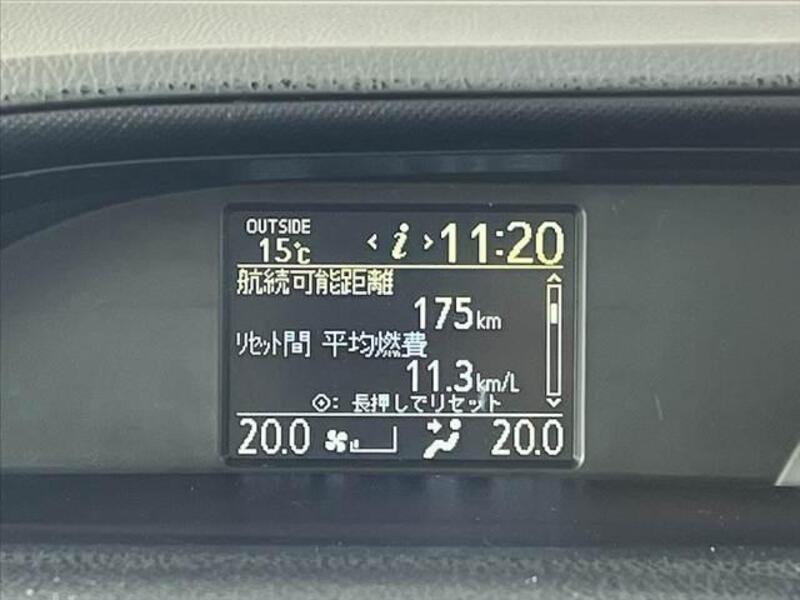 OUTSIDE
15℃ < i > 11:20
航続可能距離
175km
ﾘｾｯﾄ間 平均燃費
11.3km/L
: 長押しでリセット
20.0 20.0